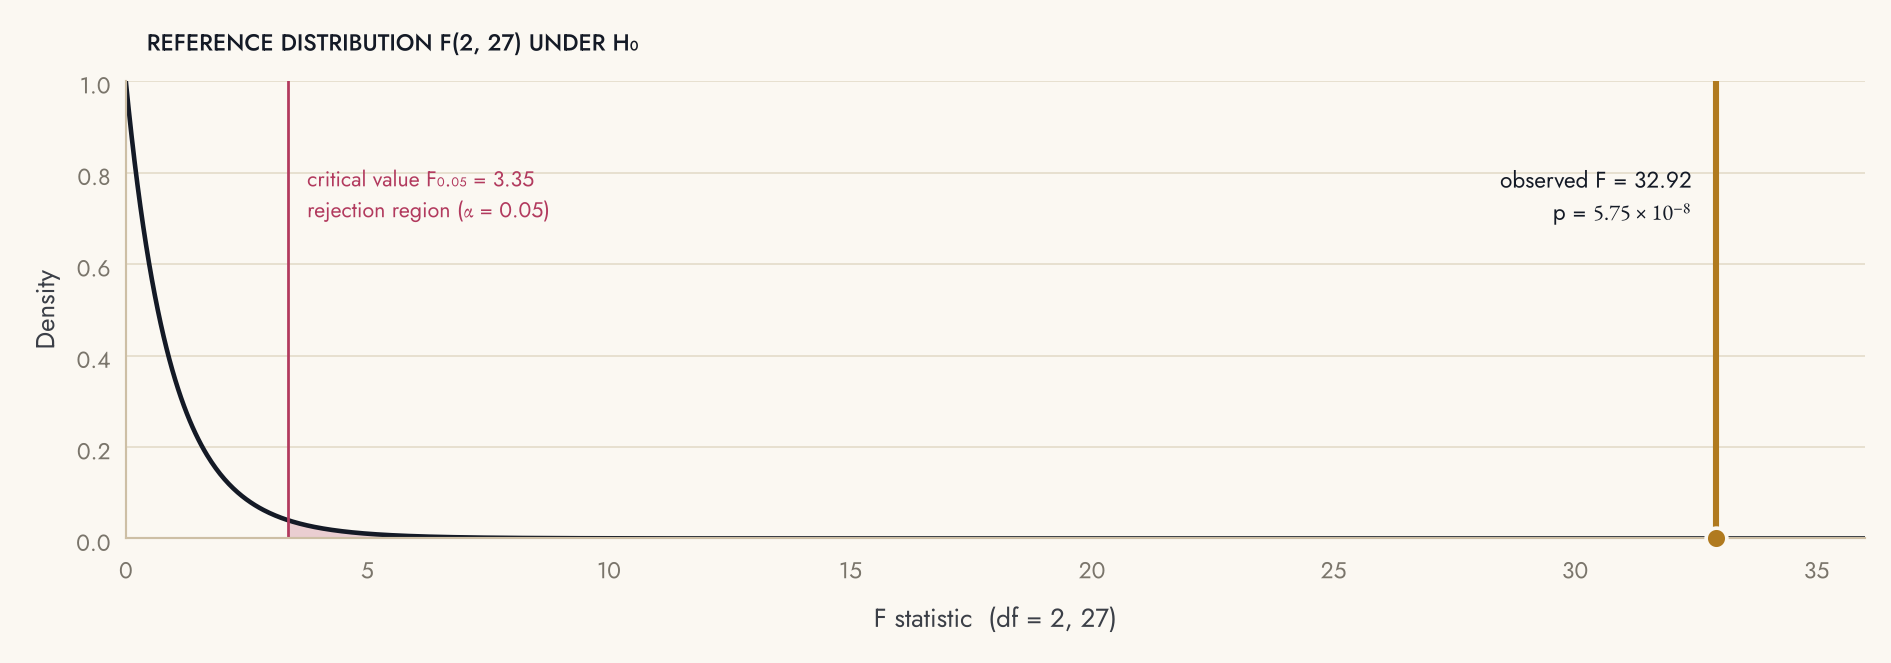 REFERENCE DISTRIBUTION F(2, 27) UNDER H₀
1.0
0.8
0.6
0.4
0.2
0.0
Density
critical value F₀.₀₅ = 3.35
rejection region (α = 0.05)
observed F = 32.92
p = 5.75 × 10⁻⁸
0 5 10 15 20 25 30 35
F statistic (df = 2, 27)